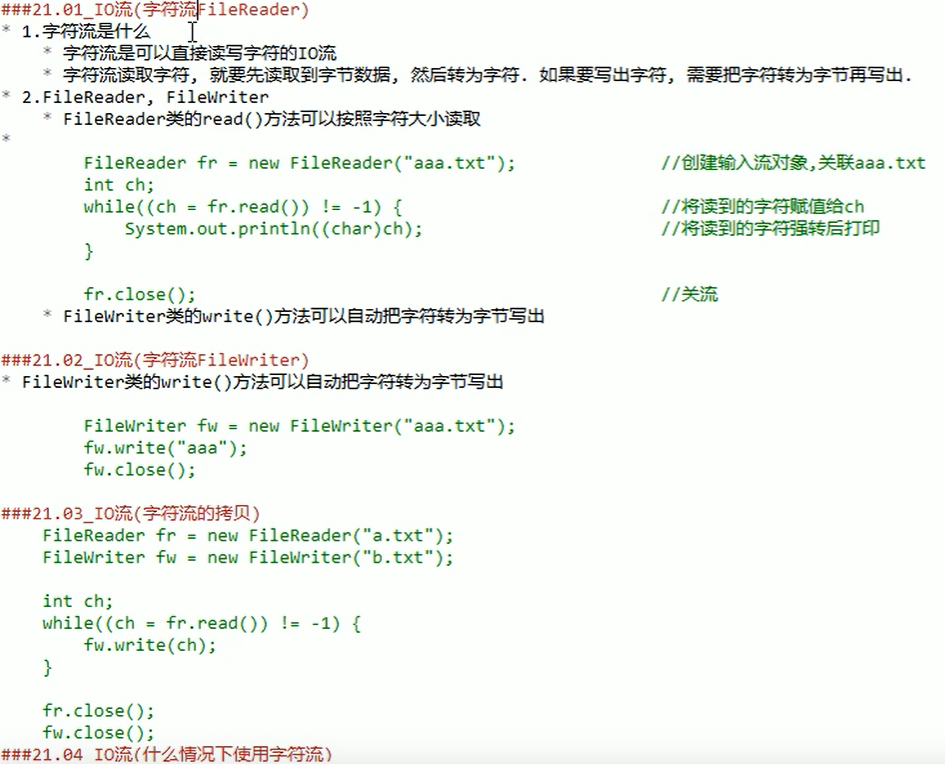 ###21.01_IO流(字符流FileReader)
* 1.字符流是什么
    * 字符流是可以直接读写字符的IO流
    * 字符流读取字符, 就要先读取到字节数据, 然后转为字符. 如果要写出字符, 需要把字符转为字节再写出.
* 2.FileReader, FileWriter
    * FileReader类的read()方法可以按照字符大小读取
*
        FileReader fr = new FileReader("aaa.txt");              //创建输入流对象,关联aaa.txt
        int ch;
        while((ch = fr.read()) != -1) {                         //将读到的字符赋值给ch
            System.out.println((char)ch);                       //将读到的字符强转后打印
        }
        fr.close();                                             //关流
    * FileWriter类的write()方法可以自动把字符转为字节写出
###21.02_IO流(字符流FileWriter)
* FileWriter类的write()方法可以自动把字符转为字节写出
        FileWriter fw = new FileWriter("aaa.txt");
        fw.write("aaa");
        fw.close();
###21.03_IO流(字符流的拷贝)
    FileReader fr = new FileReader("a.txt");
    FileWriter fw = new FileWriter("b.txt");
    int ch;
    while((ch = fr.read()) != -1) {
        fw.write(ch);
    }
    fr.close();
    fw.close();
###21.04_IO流(什么情况下使用字符流)